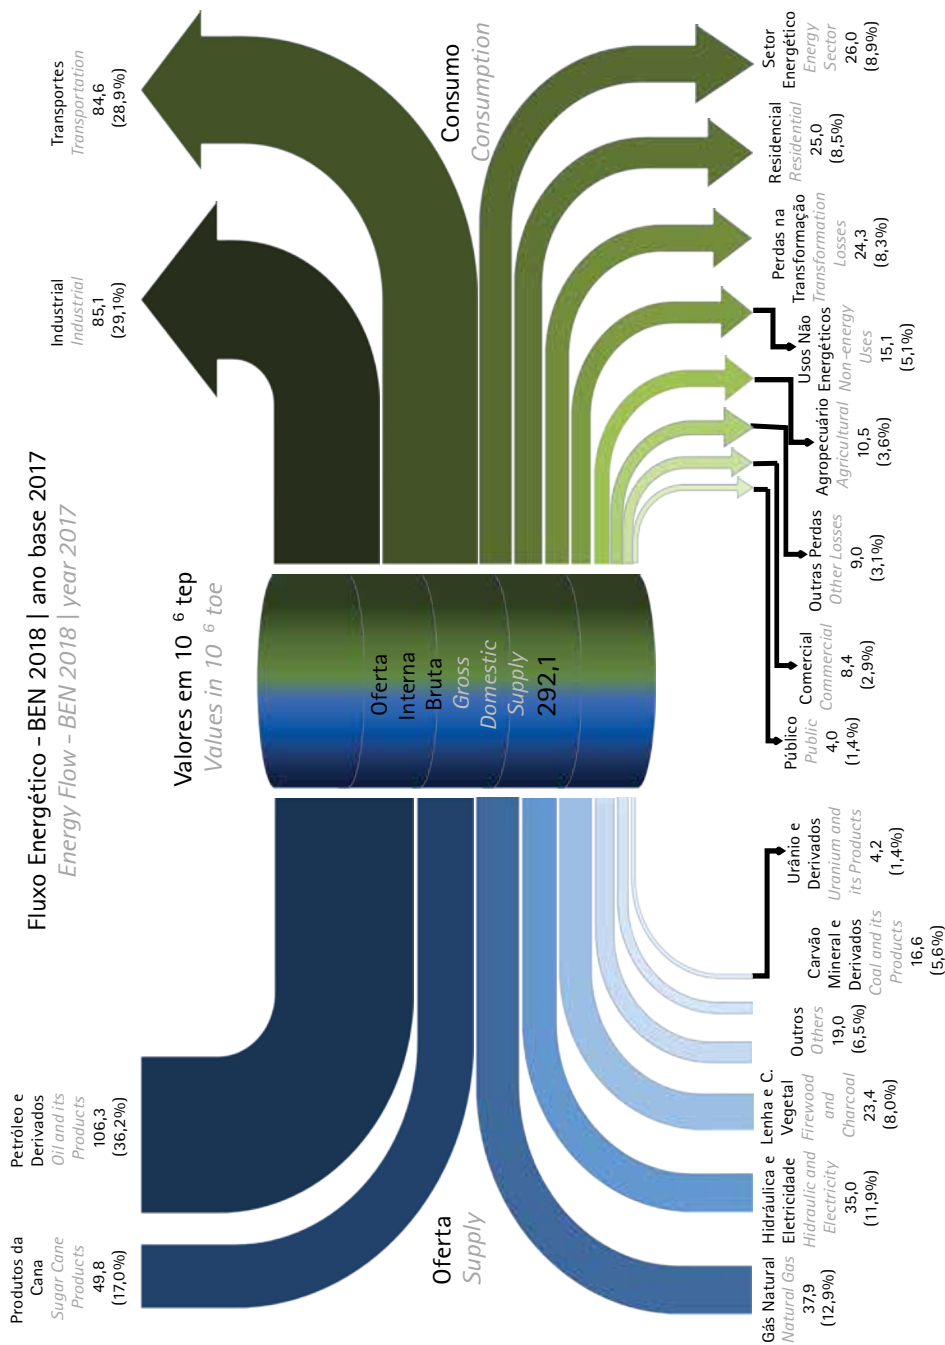 Fluxo Energético – BEN 2018 | ano base 2017
Energy Flow – BEN 2018 | year 2017
Valores em 10 6 tep
Values in 10 6 toe
Produtos da
Cana
Sugar Cane
Products
49,8
(17,0%)
Petróleo e
Derivados
Oil and its
Products
106,3
(36,2%)
Industrial
Industrial
85,1
(29,1%)
Transportes
Transportation
84,6
(28,9%)
Oferta
Supply
Oferta
Interna
Bruta
Gross
Domestic
Supply
292,1
Consumo
Consumption
Gás Natural
Natural Gas
37,9
(12,9%)
Hidráulica e
Eletricidade
Hidraulic and
Electricity
35,0
(11,9%)
Lenha e C.
Vegetal
Firewood
and
Charcoal
23,4
(8,0%)
Outros
Others
19,0
(6,5%)
Carvão
Mineral e
Derivados
Coal and its
Products
16,6
(5,6%)
Urânio e
Derivados
Uranium and
its Products
4,2
(1,4%)
Público
Public
4,0
(1,4%)
Comercial
Commercial
8,4
(2,9%)
Outras Perdas
Other Losses
9,0
(3,1%)
Agropecuário
Agricultural
10,5
(3,6%)
Usos Não
Energéticos
Non-energy
Uses
15,1
(5,1%)
Perdas na
Transformação
Transformation
Losses
24,3
(8,3%)
Residencial
Residential
25,0
(8,5%)
Setor
Energético
Energy
Sector
26,0
(8,9%)